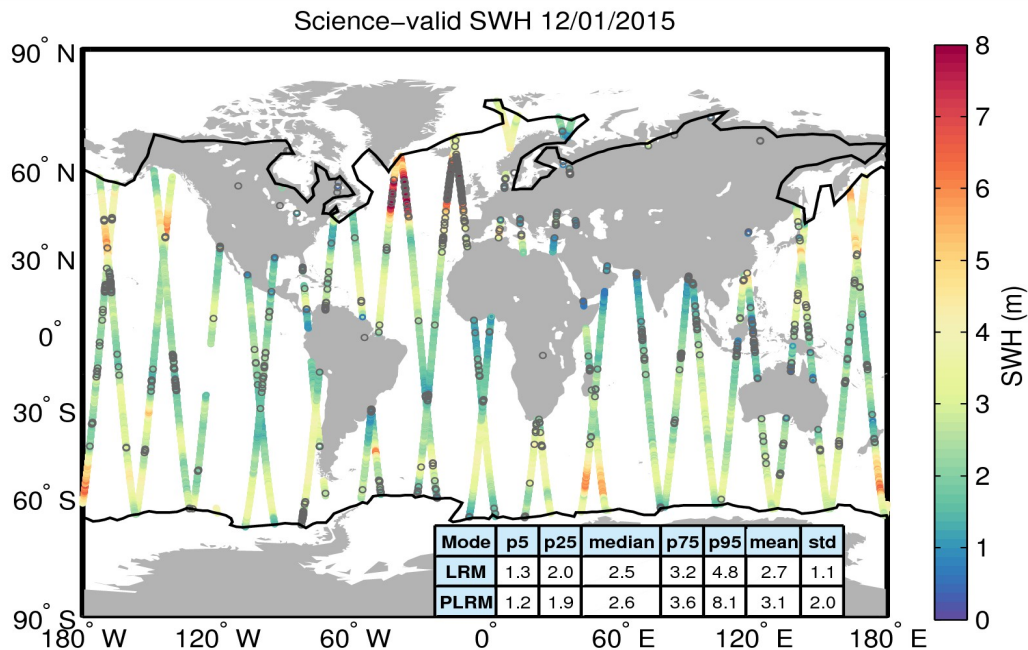 Science−valid SWH 12/01/2015
90° N
60° N
30° N
0°
30° S
60° S
90° S
180° W
120° W
60° W
0°
60° E
120° E
180° E
8
7
6
5
4
3
2
1
0
SWH (m)
Mode p5 p25 median p75 p95 mean std
LRM 1.3 2.0 2.5 3.2 4.8 2.7 1.1
PLRM 1.2 1.9 2.6 3.6 8.1 3.1 2.0